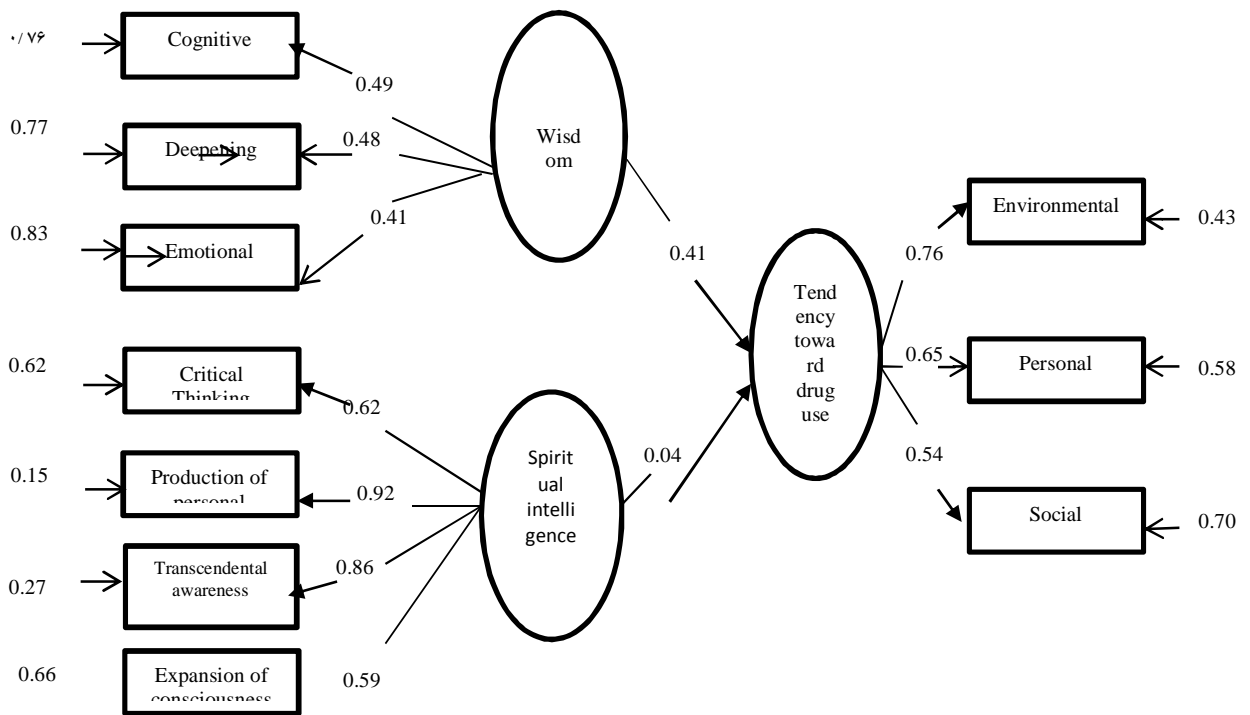 ۰/۷۶
Cognitive
0.49
0.77
Deepening
0.48
0.83
Emotional
0.41
Wisd
om
0.62
Critical
Thinking
0.62
0.15
Production of
personal
0.92
0.27
Transcendental
awareness
0.86
0.66
Expansion of
consciousness
0.59
Spirit
ual
intelli
gence
0.41
0.04
Tend
ency
towa
rd
drug
use
0.76
Environmental
0.43
0.65
Personal
0.58
0.54
Social
0.70